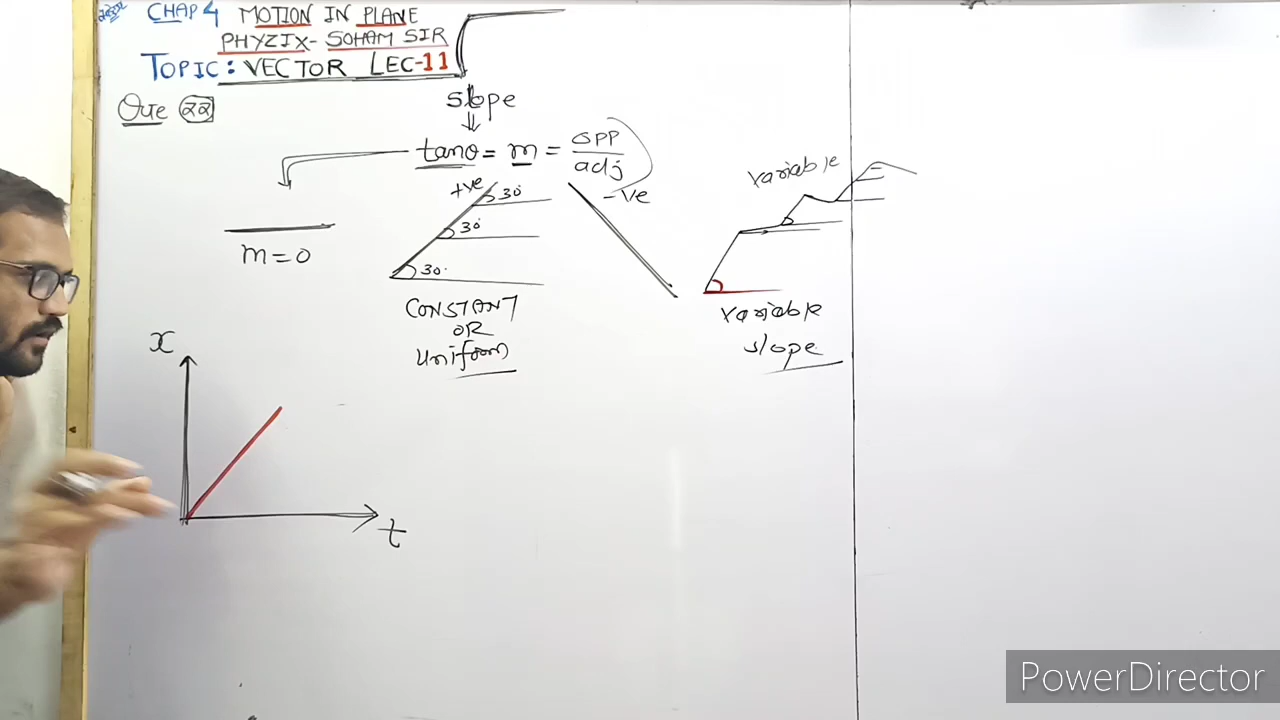 CHAP 4 MOTION IN PLANE
PHYZIX- SOHAM SIR
TOPIC: VECTOR LEC-11
Que २२
slope
tanθ = m = opp/adj
+ve
-ve
30°
30°
30°
m=0
CONSTANT
OR
uniform
variable
variable
slope
x
t
PowerDirector